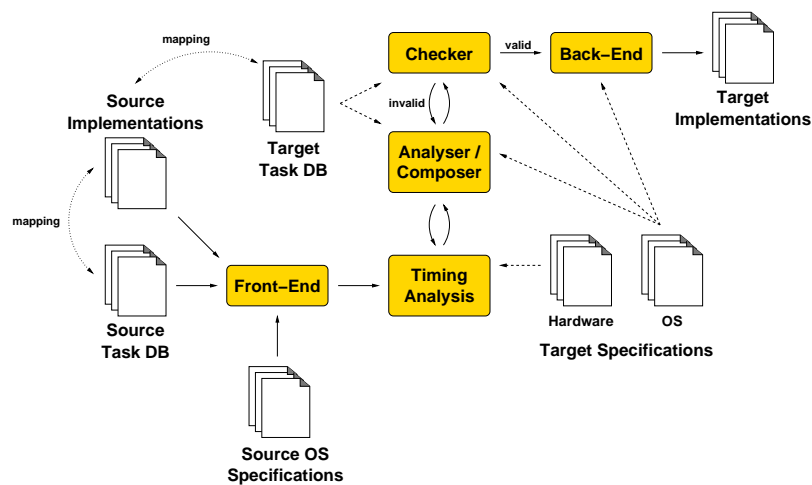 mapping
Checker
valid
Back−End
Source
Implementations
invalid
Target
Implementations
Target
Task DB
Analyser /
Composer
mapping
Front−End
Timing
Analysis
Source
Task DB
Hardware
OS
Target Specifications
Source OS
Specifications